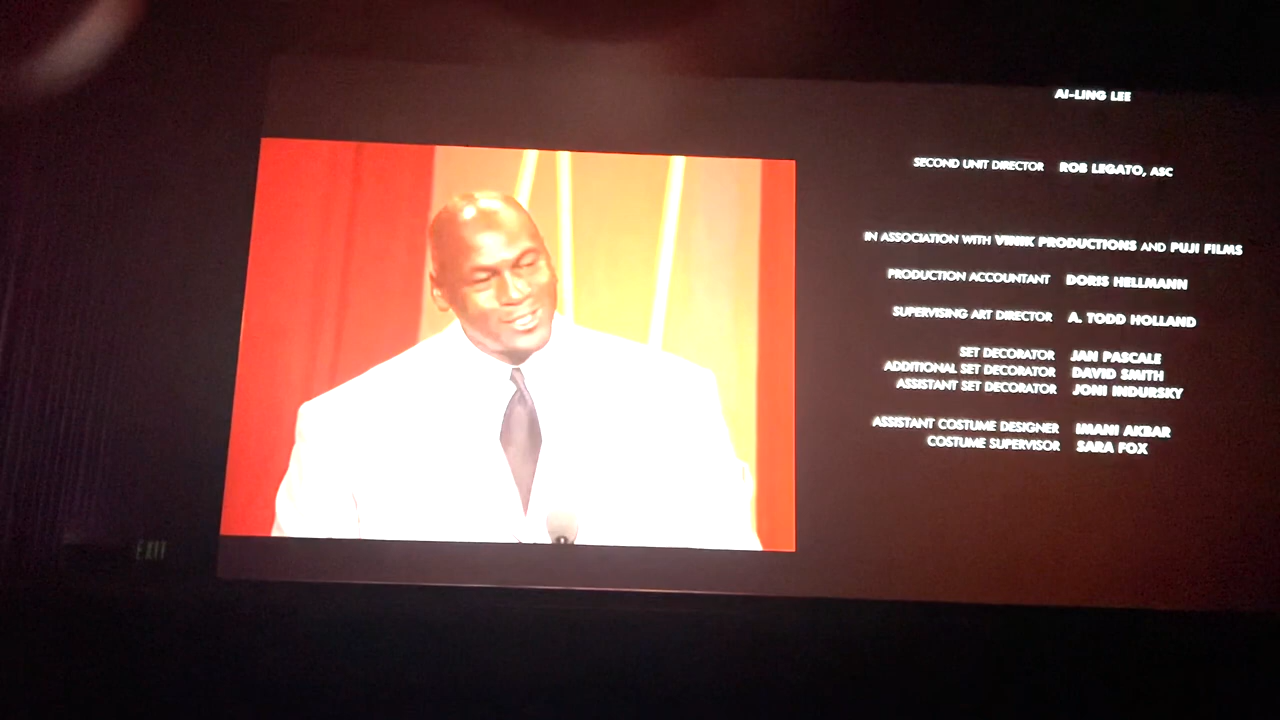 AI-LING LEE
SECOND UNIT DIRECTOR ROB LEGATO, ASC
IN ASSOCIATION WITH VINIK PRODUCTIONS AND PUJI FILMS
PRODUCTION ACCOUNTANT DORIS HELLMANN
SUPERVISING ART DIRECTOR A. TODD HOLLAND
SET DECORATOR JAN PASCALE
ADDITIONAL SET DECORATOR DAVID SMITH
ASSISTANT SET DECORATOR JONI INDURSKY
ASSISTANT COSTUME DESIGNER IMANI AKBAR
COSTUME SUPERVISOR SARA FOX
EXIT